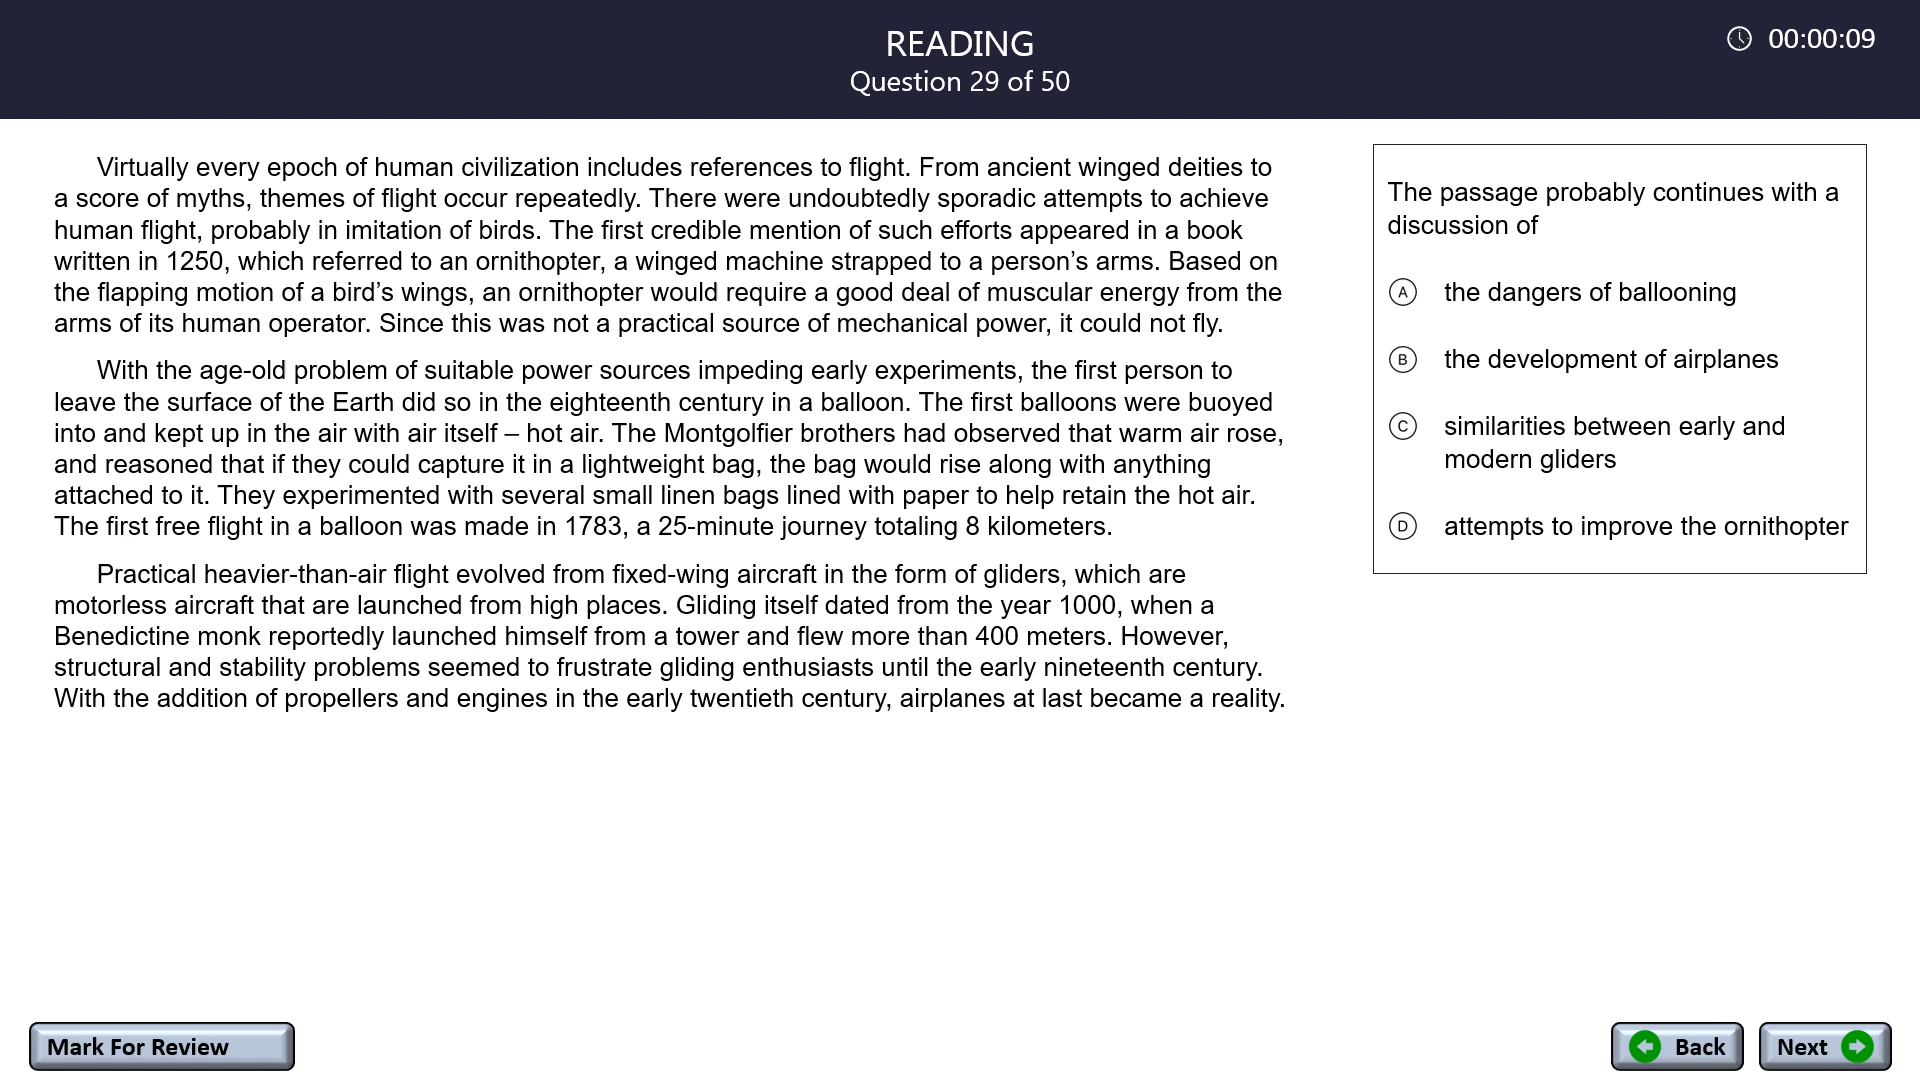 READING
Question 29 of 50
00:00:09
Virtually every epoch of human civilization includes references to flight. From ancient winged deities to
a score of myths, themes of flight occur repeatedly. There were undoubtedly sporadic attempts to achieve
human flight, probably in imitation of birds. The first credible mention of such efforts appeared in a book
written in 1250, which referred to an ornithopter, a winged machine strapped to a person’s arms. Based on
the flapping motion of a bird’s wings, an ornithopter would require a good deal of muscular energy from the
arms of its human operator. Since this was not a practical source of mechanical power, it could not fly.
With the age-old problem of suitable power sources impeding early experiments, the first person to
leave the surface of the Earth did so in the eighteenth century in a balloon. The first balloons were buoyed
into and kept up in the air with air itself – hot air. The Montgolfier brothers had observed that warm air rose,
and reasoned that if they could capture it in a lightweight bag, the bag would rise along with anything
attached to it. They experimented with several small linen bags lined with paper to help retain the hot air.
The first free flight in a balloon was made in 1783, a 25-minute journey totaling 8 kilometers.
Practical heavier-than-air flight evolved from fixed-wing aircraft in the form of gliders, which are
motorless aircraft that are launched from high places. Gliding itself dated from the year 1000, when a
Benedictine monk reportedly launched himself from a tower and flew more than 400 meters. However,
structural and stability problems seemed to frustrate gliding enthusiasts until the early nineteenth century.
With the addition of propellers and engines in the early twentieth century, airplanes at last became a reality.
The passage probably continues with a
discussion of
A the dangers of ballooning
B the development of airplanes
C similarities between early and
modern gliders
D attempts to improve the ornithopter
Mark For Review
Back
Next